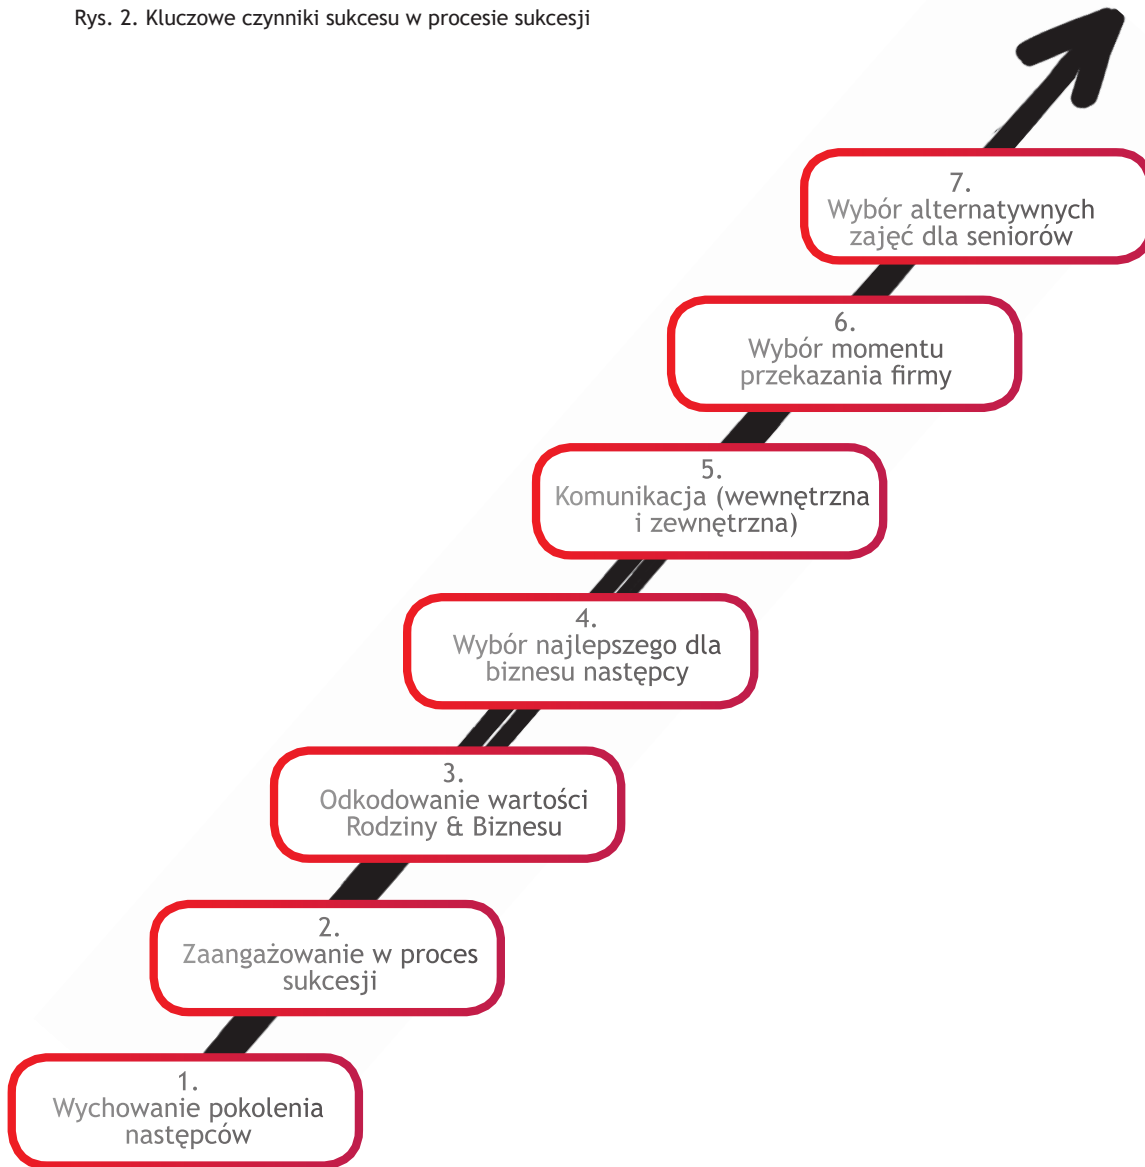 Rys. 2. Kluczowe czynniki sukcesu w procesie sukcesji
7.
Wybór alternatywnych
zajęć dla seniorów
6.
Wybór momentu
przekazania firmy
5.
Komunikacja (wewnętrzna
i zewnętrzna)
4.
Wybór najlepszego dla
biznesu następcy
3.
Odkodowanie wartości
Rodziny & Biznesu
2.
Zaangażowanie w proces
sukcesji
1.
Wychowanie pokolenia
następców